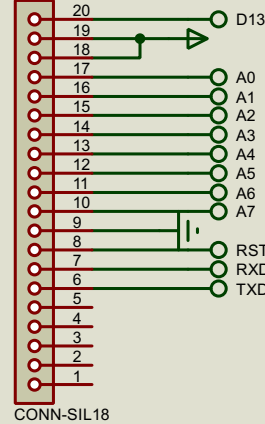 20 D13
19
18
17 A0
16 A1
15 A2
14 A3
13 A4
12 A5
11 A6
10 A7
9
8 RST
7 RXD
6 TXD
5
4
3
2
1
CONN-SIL18